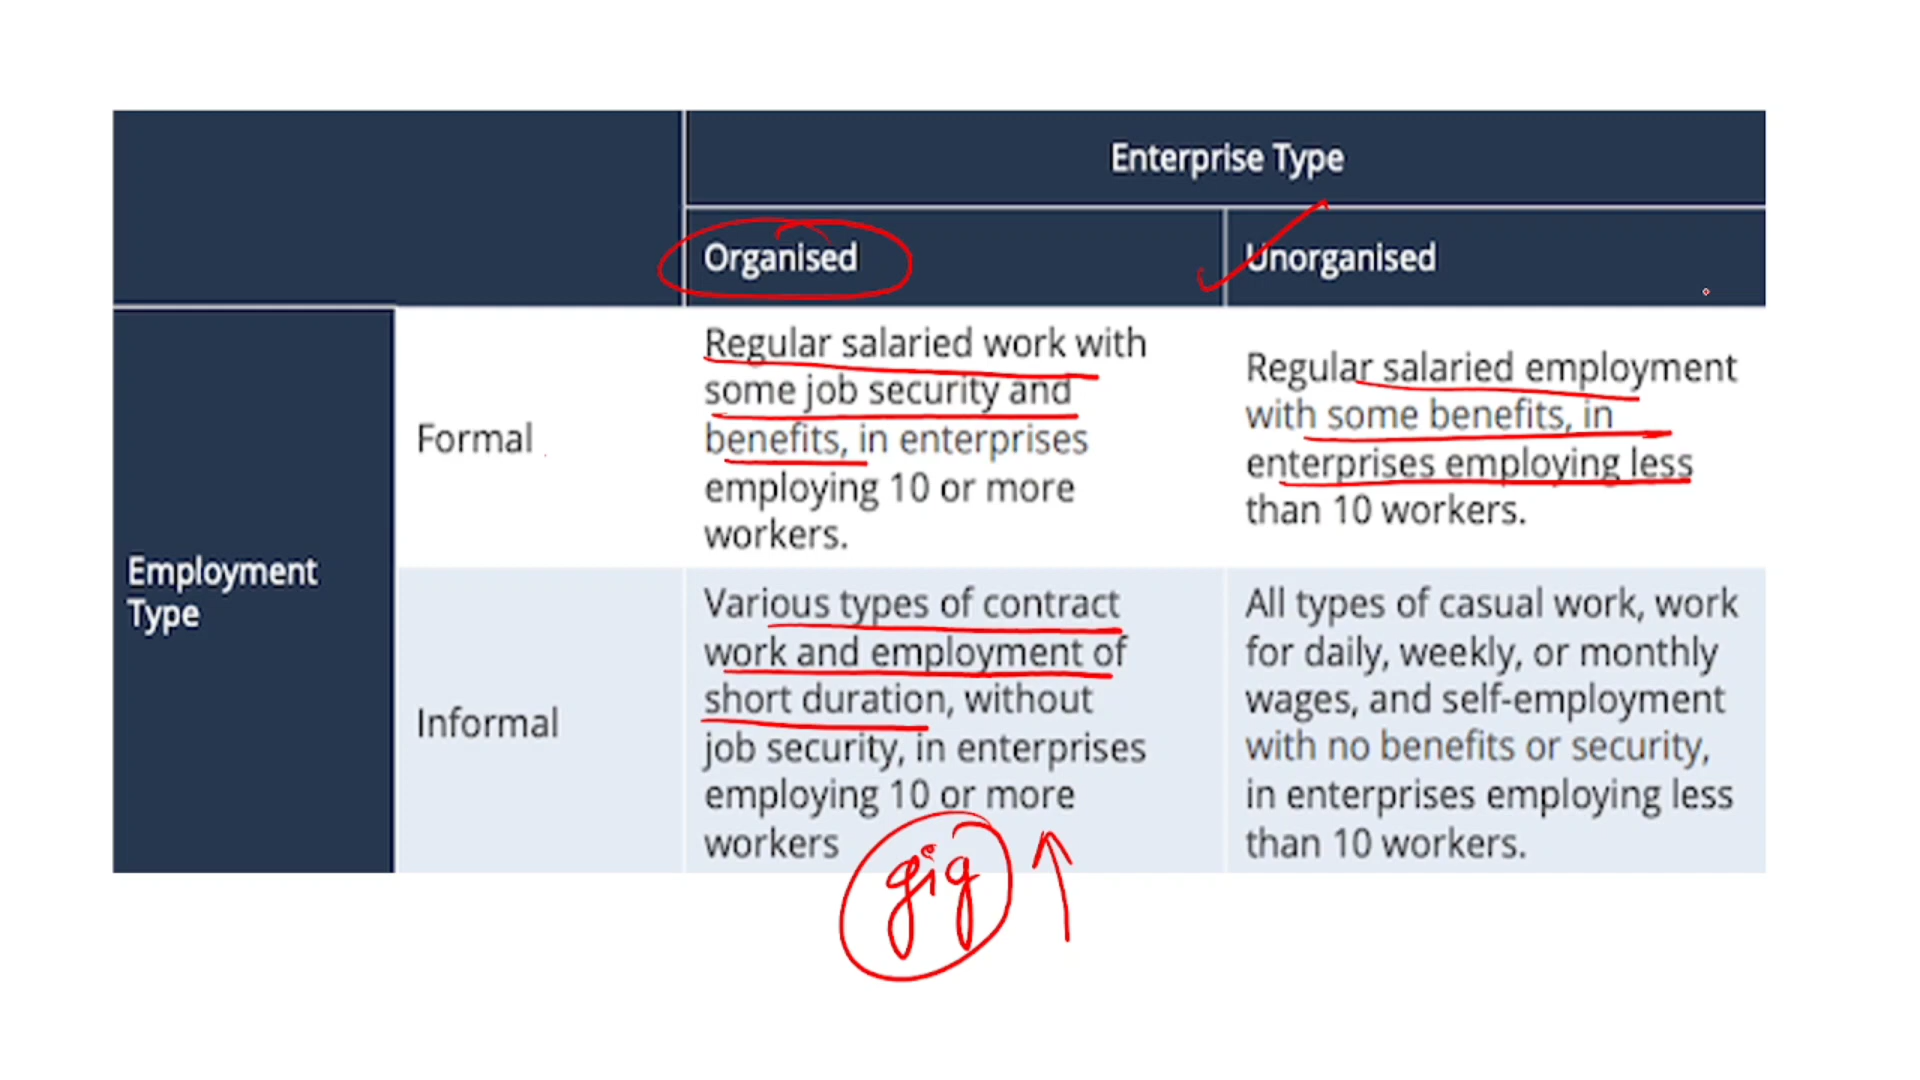 Enterprise Type
Organised
Unorganised
Employment
Type
Formal
Regular salaried work with
some job security and
benefits, in enterprises
employing 10 or more
workers.
Regular salaried employment
with some benefits, in
enterprises employing less
than 10 workers.
Informal
Various types of contract
work and employment of
short duration, without
job security, in enterprises
employing 10 or more
workers
All types of casual work, work
for daily, weekly, or monthly
wages, and self-employment
with no benefits or security,
in enterprises employing less
than 10 workers.
gig